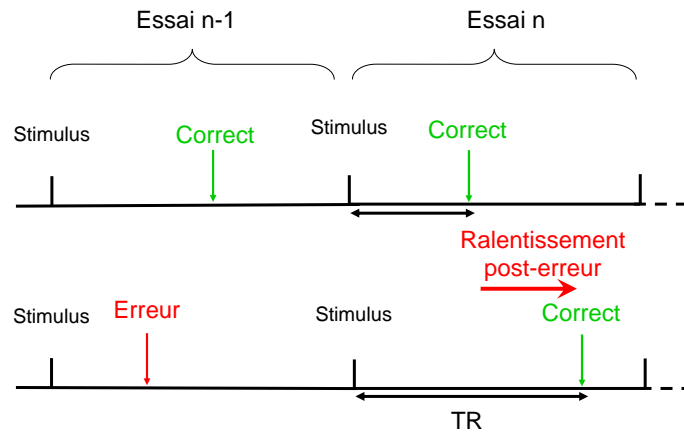 Essai n-1
Essai n
Stimulus
Correct
Stimulus
Correct
Ralentissement
post-erreur
Stimulus
Erreur
Stimulus
Correct
TR